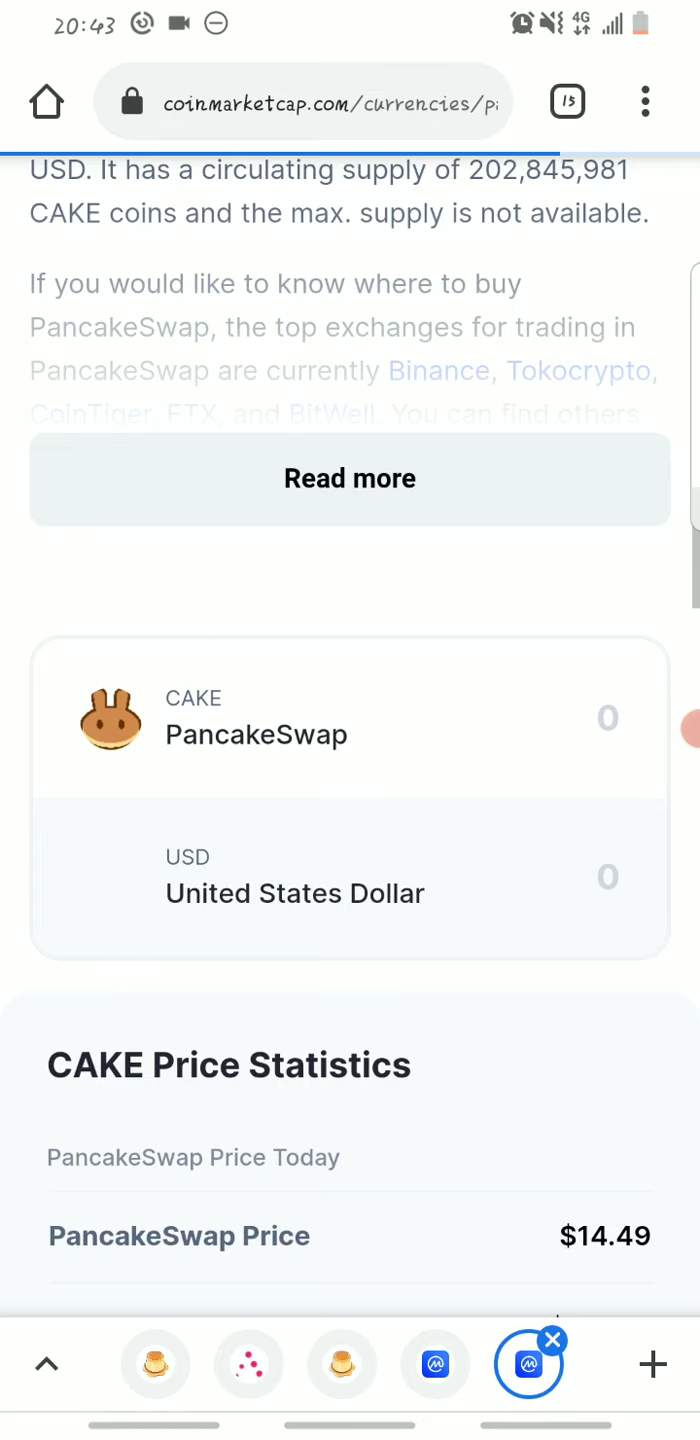 20:43
4G
coinmarketcap.com/currencies/p
15
USD. It has a circulating supply of 202,845,981
CAKE coins and the max. supply is not available.
If you would like to know where to buy
PancakeSwap, the top exchanges for trading in
PancakeSwap are currently Binance, Tokocrypto,
CoinTiger, FTX, and BitWell. You can find others
Read more
CAKE
PancakeSwap
0
USD
United States Dollar
0
CAKE Price Statistics
PancakeSwap Price Today
PancakeSwap Price
$14.49